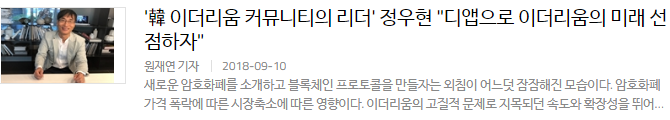 '韓 이더리움 커뮤니티의 리더' 정우현 "디앱으로 이더리움의 미래 선
점하자"
원재연 기자 | 2018-09-10
새로운 암호화폐를 소개하고 블록체인 프로토콜을 만들자는 외침이 어느덧 잠잠해진 모습이다. 암호화폐
가격 폭락에 따른 시장축소에 따른 영향이다. 이더리움의 고질적 문제로 지목되던 속도와 확장성을 뛰어...